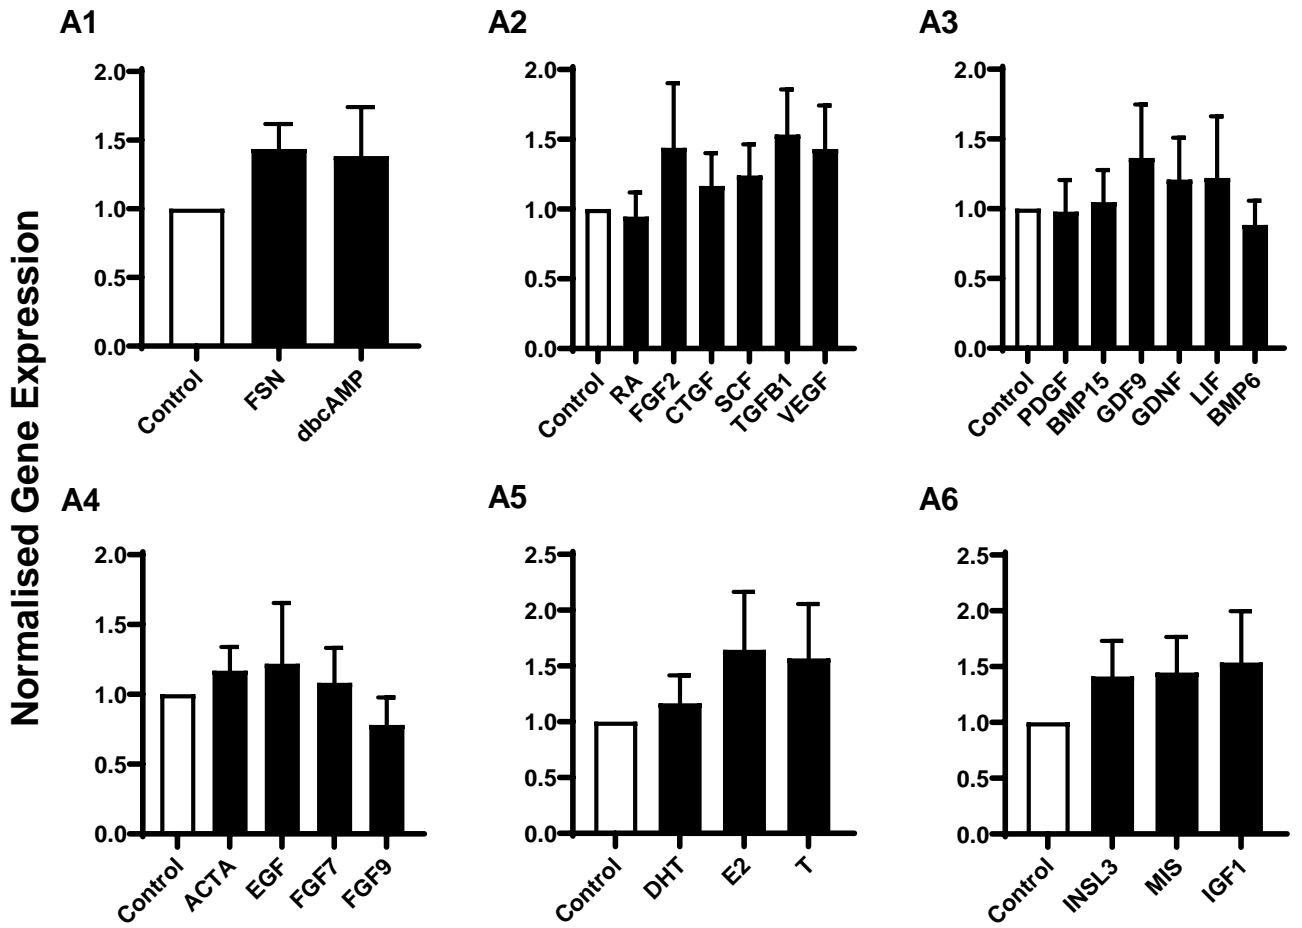 A1
A2
A3
Normalised Gene Expression
2.0
1.5
1.0
0.5
0.0
Control
FSN
dbcAMP
2.0
1.5
1.0
0.5
0.0
Control
RA
FGF2
CTGF
SCF
TGFB1
VEGF
2.0
1.5
1.0
0.5
0.0
Control
PDGF
BMP15
GDF9
GDNF
LIF
BMP6
A4
A5
A6
2.0
1.5
1.0
0.5
0.0
Control
ACTA
EGF
FGF7
FGF9
2.5
2.0
1.5
1.0
0.5
0.0
Control
DHT
E2
T
2.5
2.0
1.5
1.0
0.5
0.0
Control
INSL3
MIS
IGF1